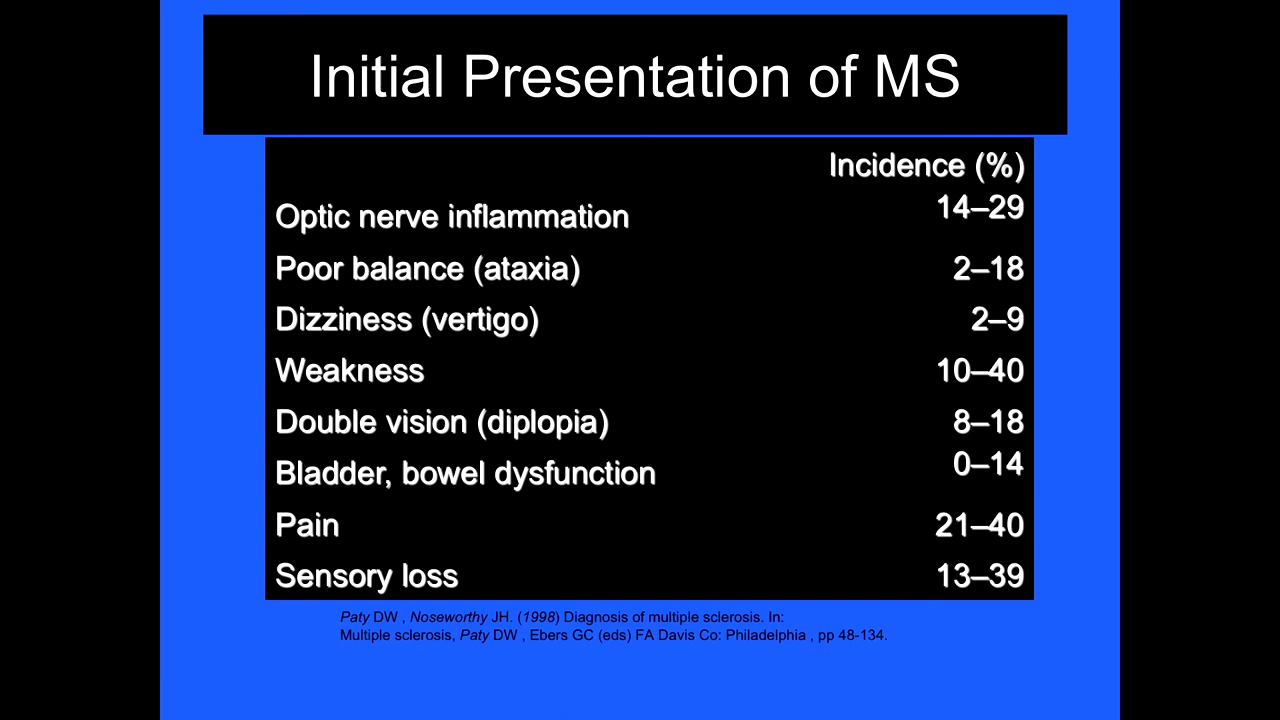 Initial Presentation of MS
Incidence (%)
Optic nerve inflammation 14–29
Poor balance (ataxia) 2–18
Dizziness (vertigo) 2–9
Weakness 10–40
Double vision (diplopia) 8–18
Bladder, bowel dysfunction 0–14
Pain 21–40
Sensory loss 13–39
Paty DW , Noseworthy JH. (1998) Diagnosis of multiple sclerosis. In:
Multiple sclerosis, Paty DW , Ebers GC (eds) FA Davis Co: Philadelphia , pp 48-134.